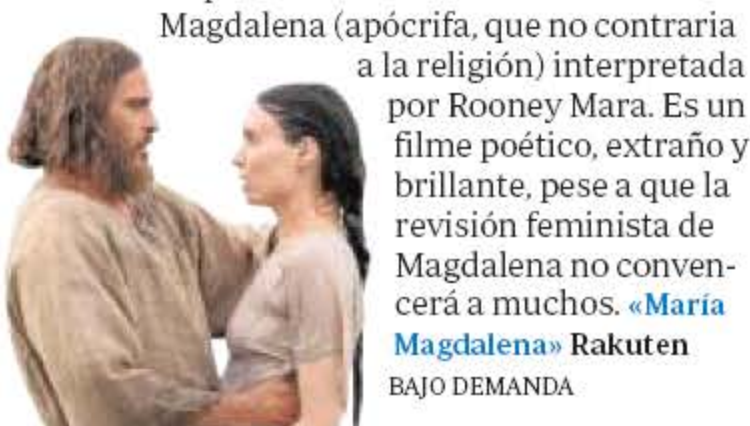 Magdalena (apócrifa, que no contraria
a la religión) interpretada
por Rooney Mara. Es un
filme poético, extraño y
brillante, pese a que la
revisión feminista de
Magdalena no conven-
cerá a muchos. «María
Magdalena» Rakuten
BAJO DEMANDA